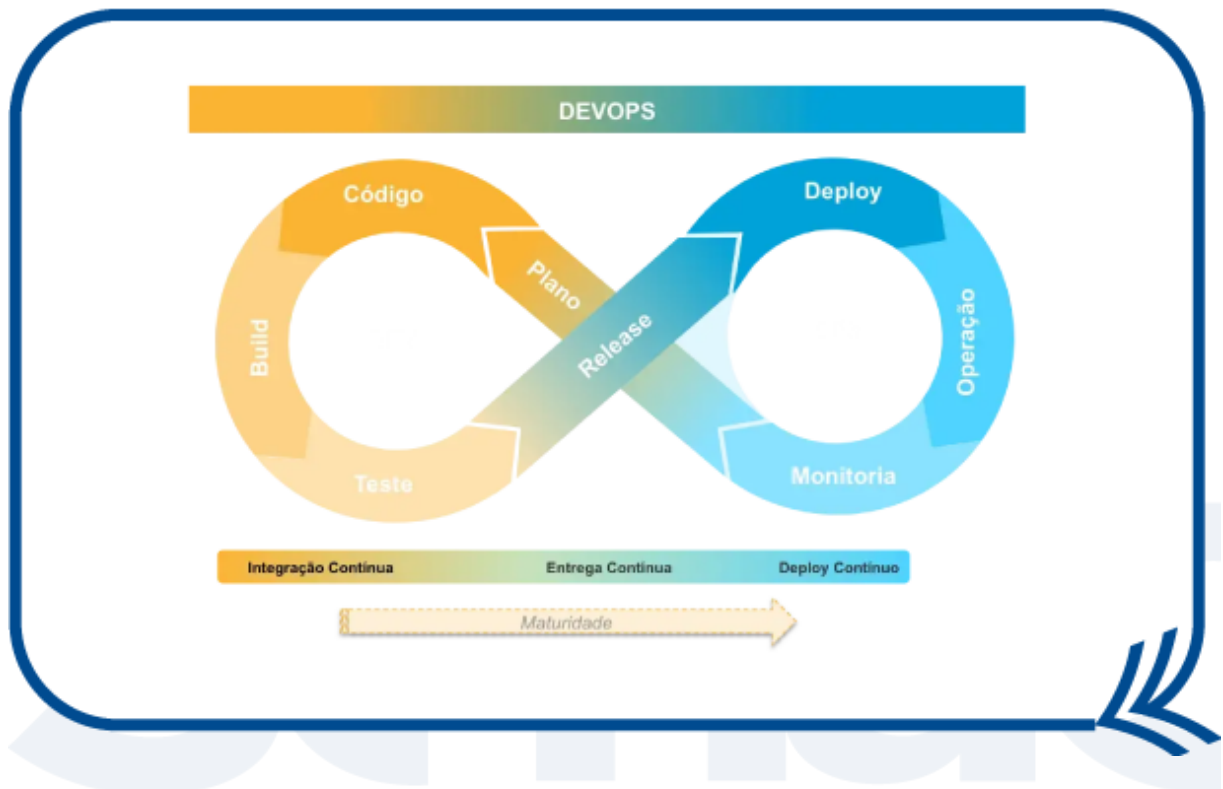 DEVOPS
Código
Deploy
Plano
Release
Build
Operação
Teste
Monitoria
Integração Contínua
Entrega Contínua
Deploy Contínuo
Maturidade